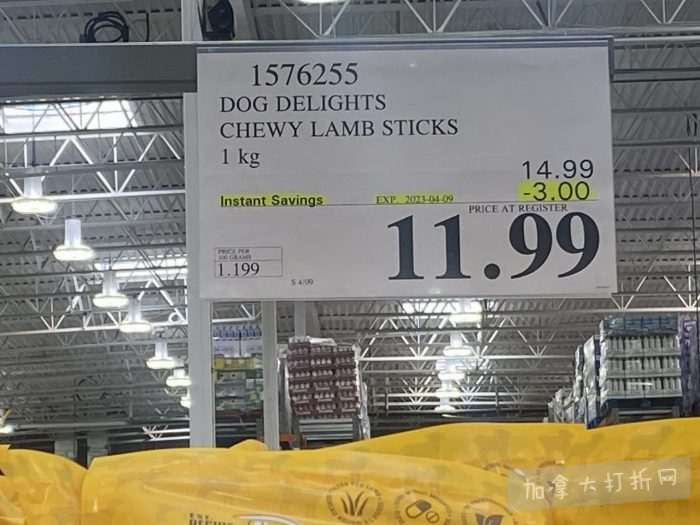 1576255
DOG DELIGHTS
CHEWY LAMB STICKS
1 kg
14.99
Instant Savings EXP. 2023-04-09 -3.00
PRICE AT REGISTER
11.99
PRICE PER
100 GRAMS
1.199
S 4/09
加拿大打折网